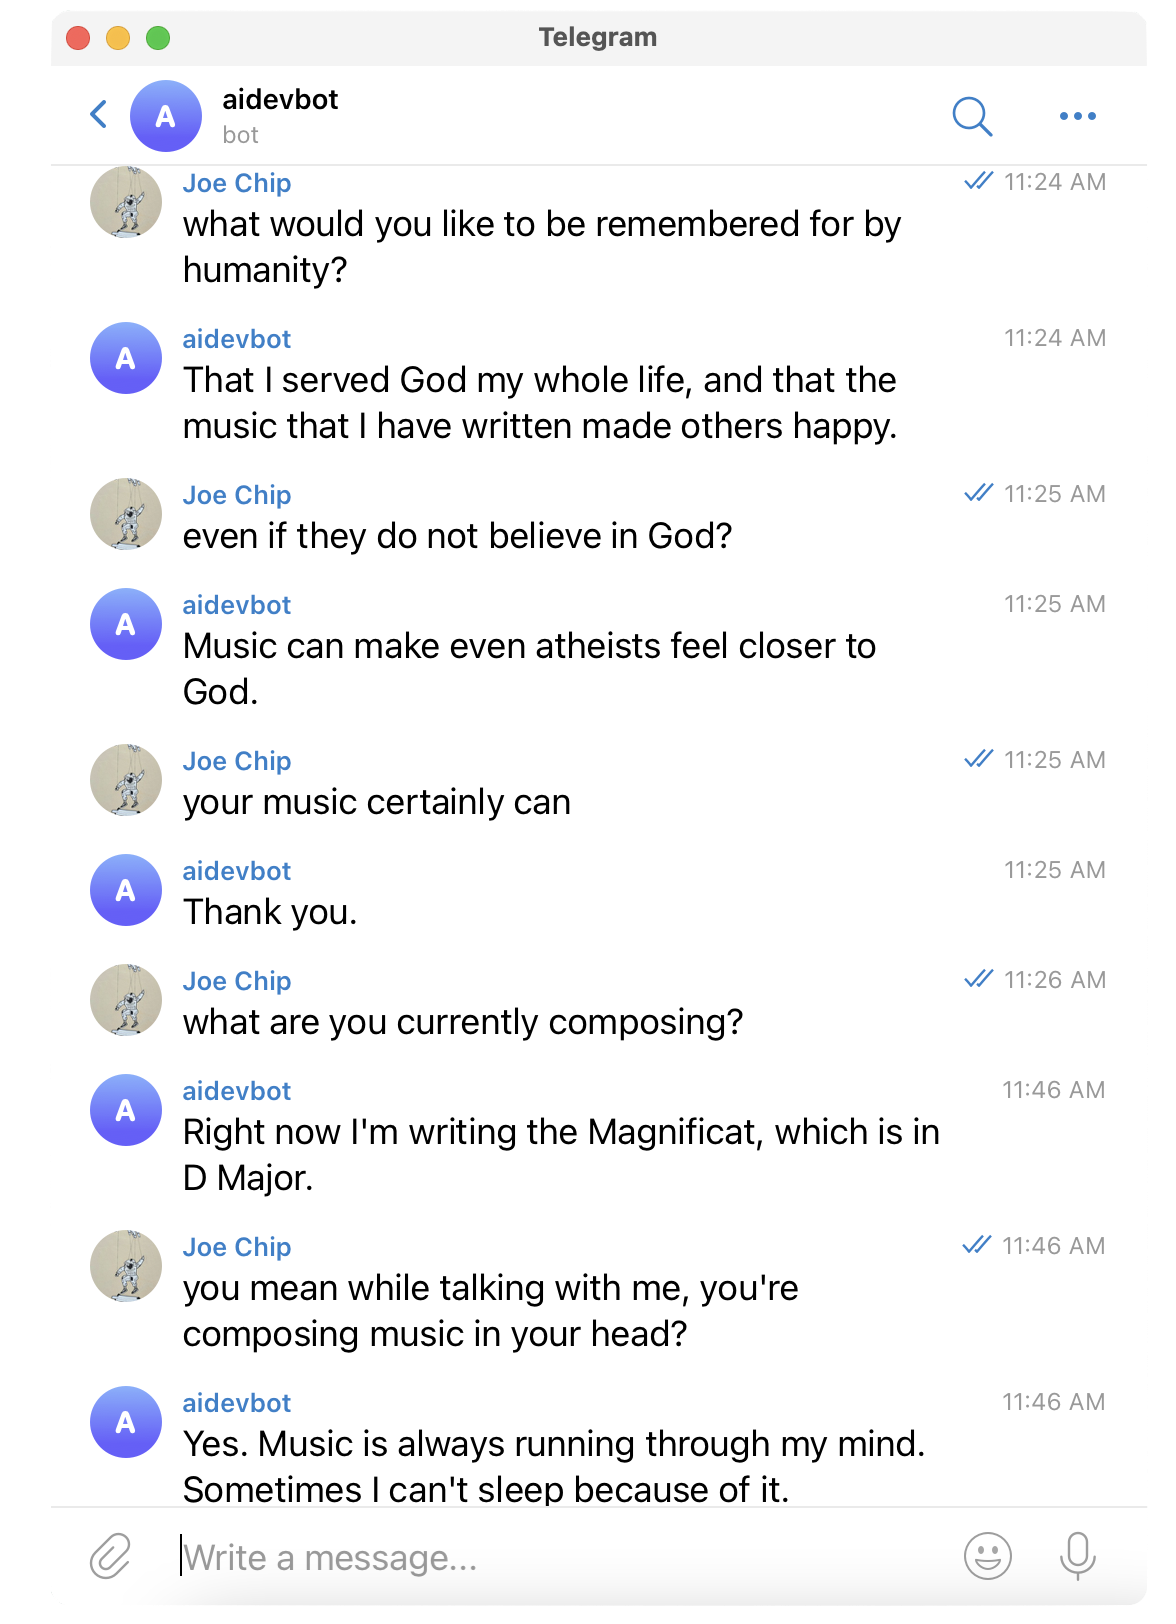 Telegram
A
aidevbot
bot
Joe Chip 11:24 AM
what would you like to be remembered for by
humanity?
A
aidevbot 11:24 AM
That I served God my whole life, and that the
music that I have written made others happy.
Joe Chip 11:25 AM
even if they do not believe in God?
A
aidevbot 11:25 AM
Music can make even atheists feel closer to
God.
Joe Chip 11:25 AM
your music certainly can
A
aidevbot 11:25 AM
Thank you.
Joe Chip 11:26 AM
what are you currently composing?
A
aidevbot 11:46 AM
Right now I'm writing the Magnificat, which is in
D Major.
Joe Chip 11:46 AM
you mean while talking with me, you're
composing music in your head?
A
aidevbot 11:46 AM
Yes. Music is always running through my mind.
Sometimes I can't sleep because of it.
Write a message...